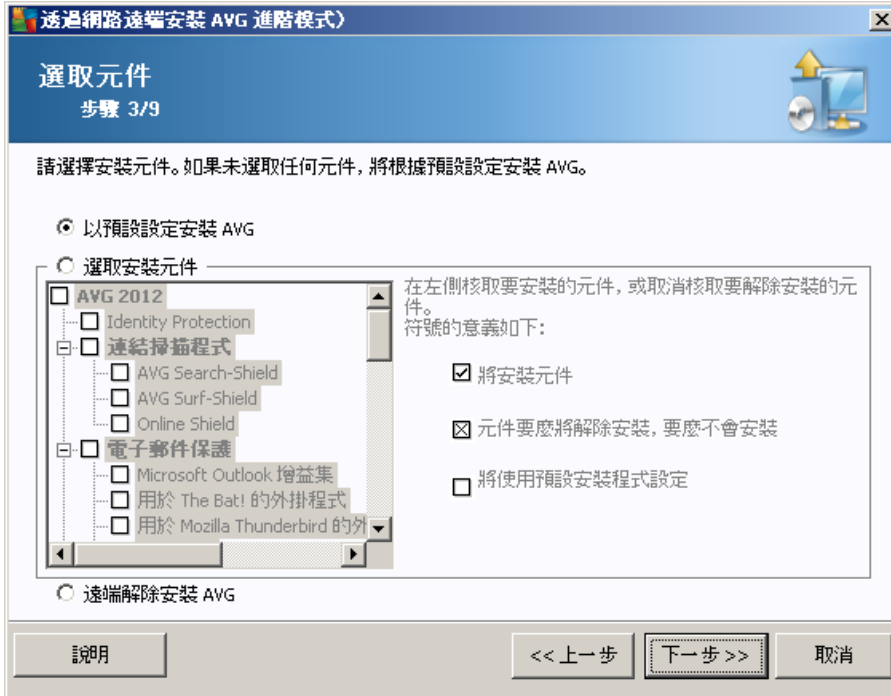 透過網路遠端安裝 AVG 進階模式)
選取元件
步驟 3/9
請選擇安裝元件。如果未選取任何元件, 將根據預設設定安裝 AVG。
以預設設定安裝 AVG
選取安裝元件
AVG 2012
Identity Protection
連結掃描程式
AVG Search-Shield
AVG Surf-Shield
Online Shield
電子郵件保護
Microsoft Outlook 增益集
用於 The Bat! 的外掛程式
用於 Mozilla Thunderbird 的外
在左側核取要安裝的元件, 或取消核取要解除安裝的元
件。
符號的意義如下:
將安裝元件
元件要麼將解除安裝, 要麼不會安裝
將使用預設安裝程式設定
遠端解除安裝 AVG
說明
<< 上一步
下一步 >>
取消